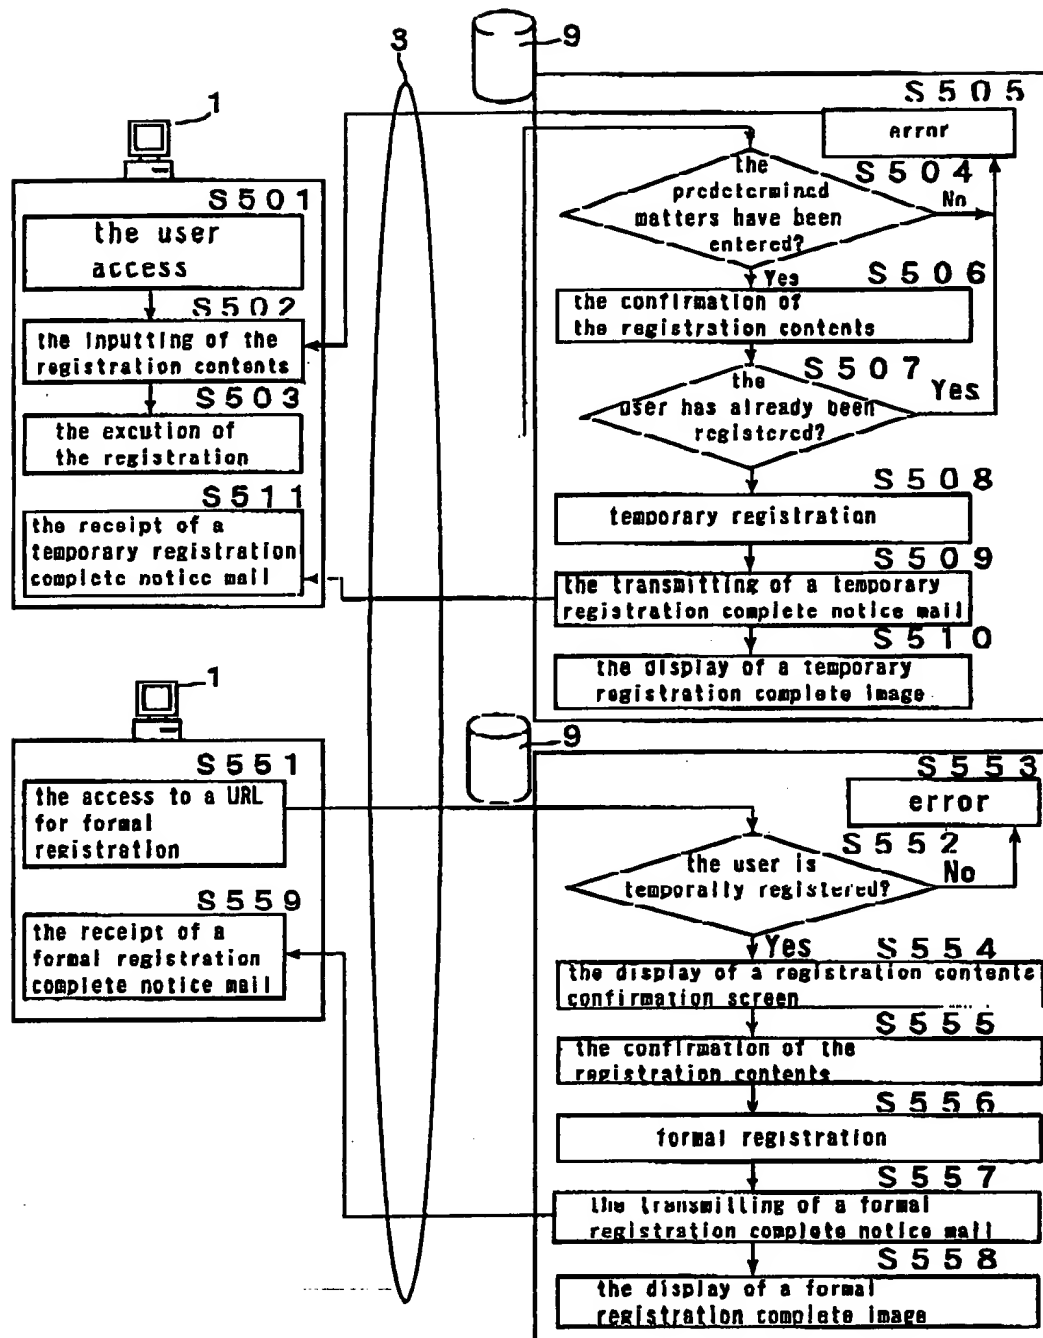 9
3
1
S501
the user
access
S502
the inputting of the
registration contents
S503
the excution of
the registration
S511
the receipt of a
temporary registration
complete notice mail
S505
error
S504
the
predetermined
matters have been
entered?
No
Yes
S506
the confirmation of
the registration contents
S507
the
user has already been
registered?
Yes
S508
temporary registration
S509
the transmitting of a temporary
registration complete notice mail
S510
the display of a temporary
registration complete image
1
S551
the access to a URL
for formal
registration
S559
the receipt of a
formal registration
complete notice mail
9
S553
error
S552
the user is
temporally registered?
No
Yes
S554
the display of a registration contents
confirmation screen
S555
the confirmation of the
registration contents
S556
formal registration
S557
the transmitting of a formal
registration complete notice mail
S558
the display of a formal
registration complete image